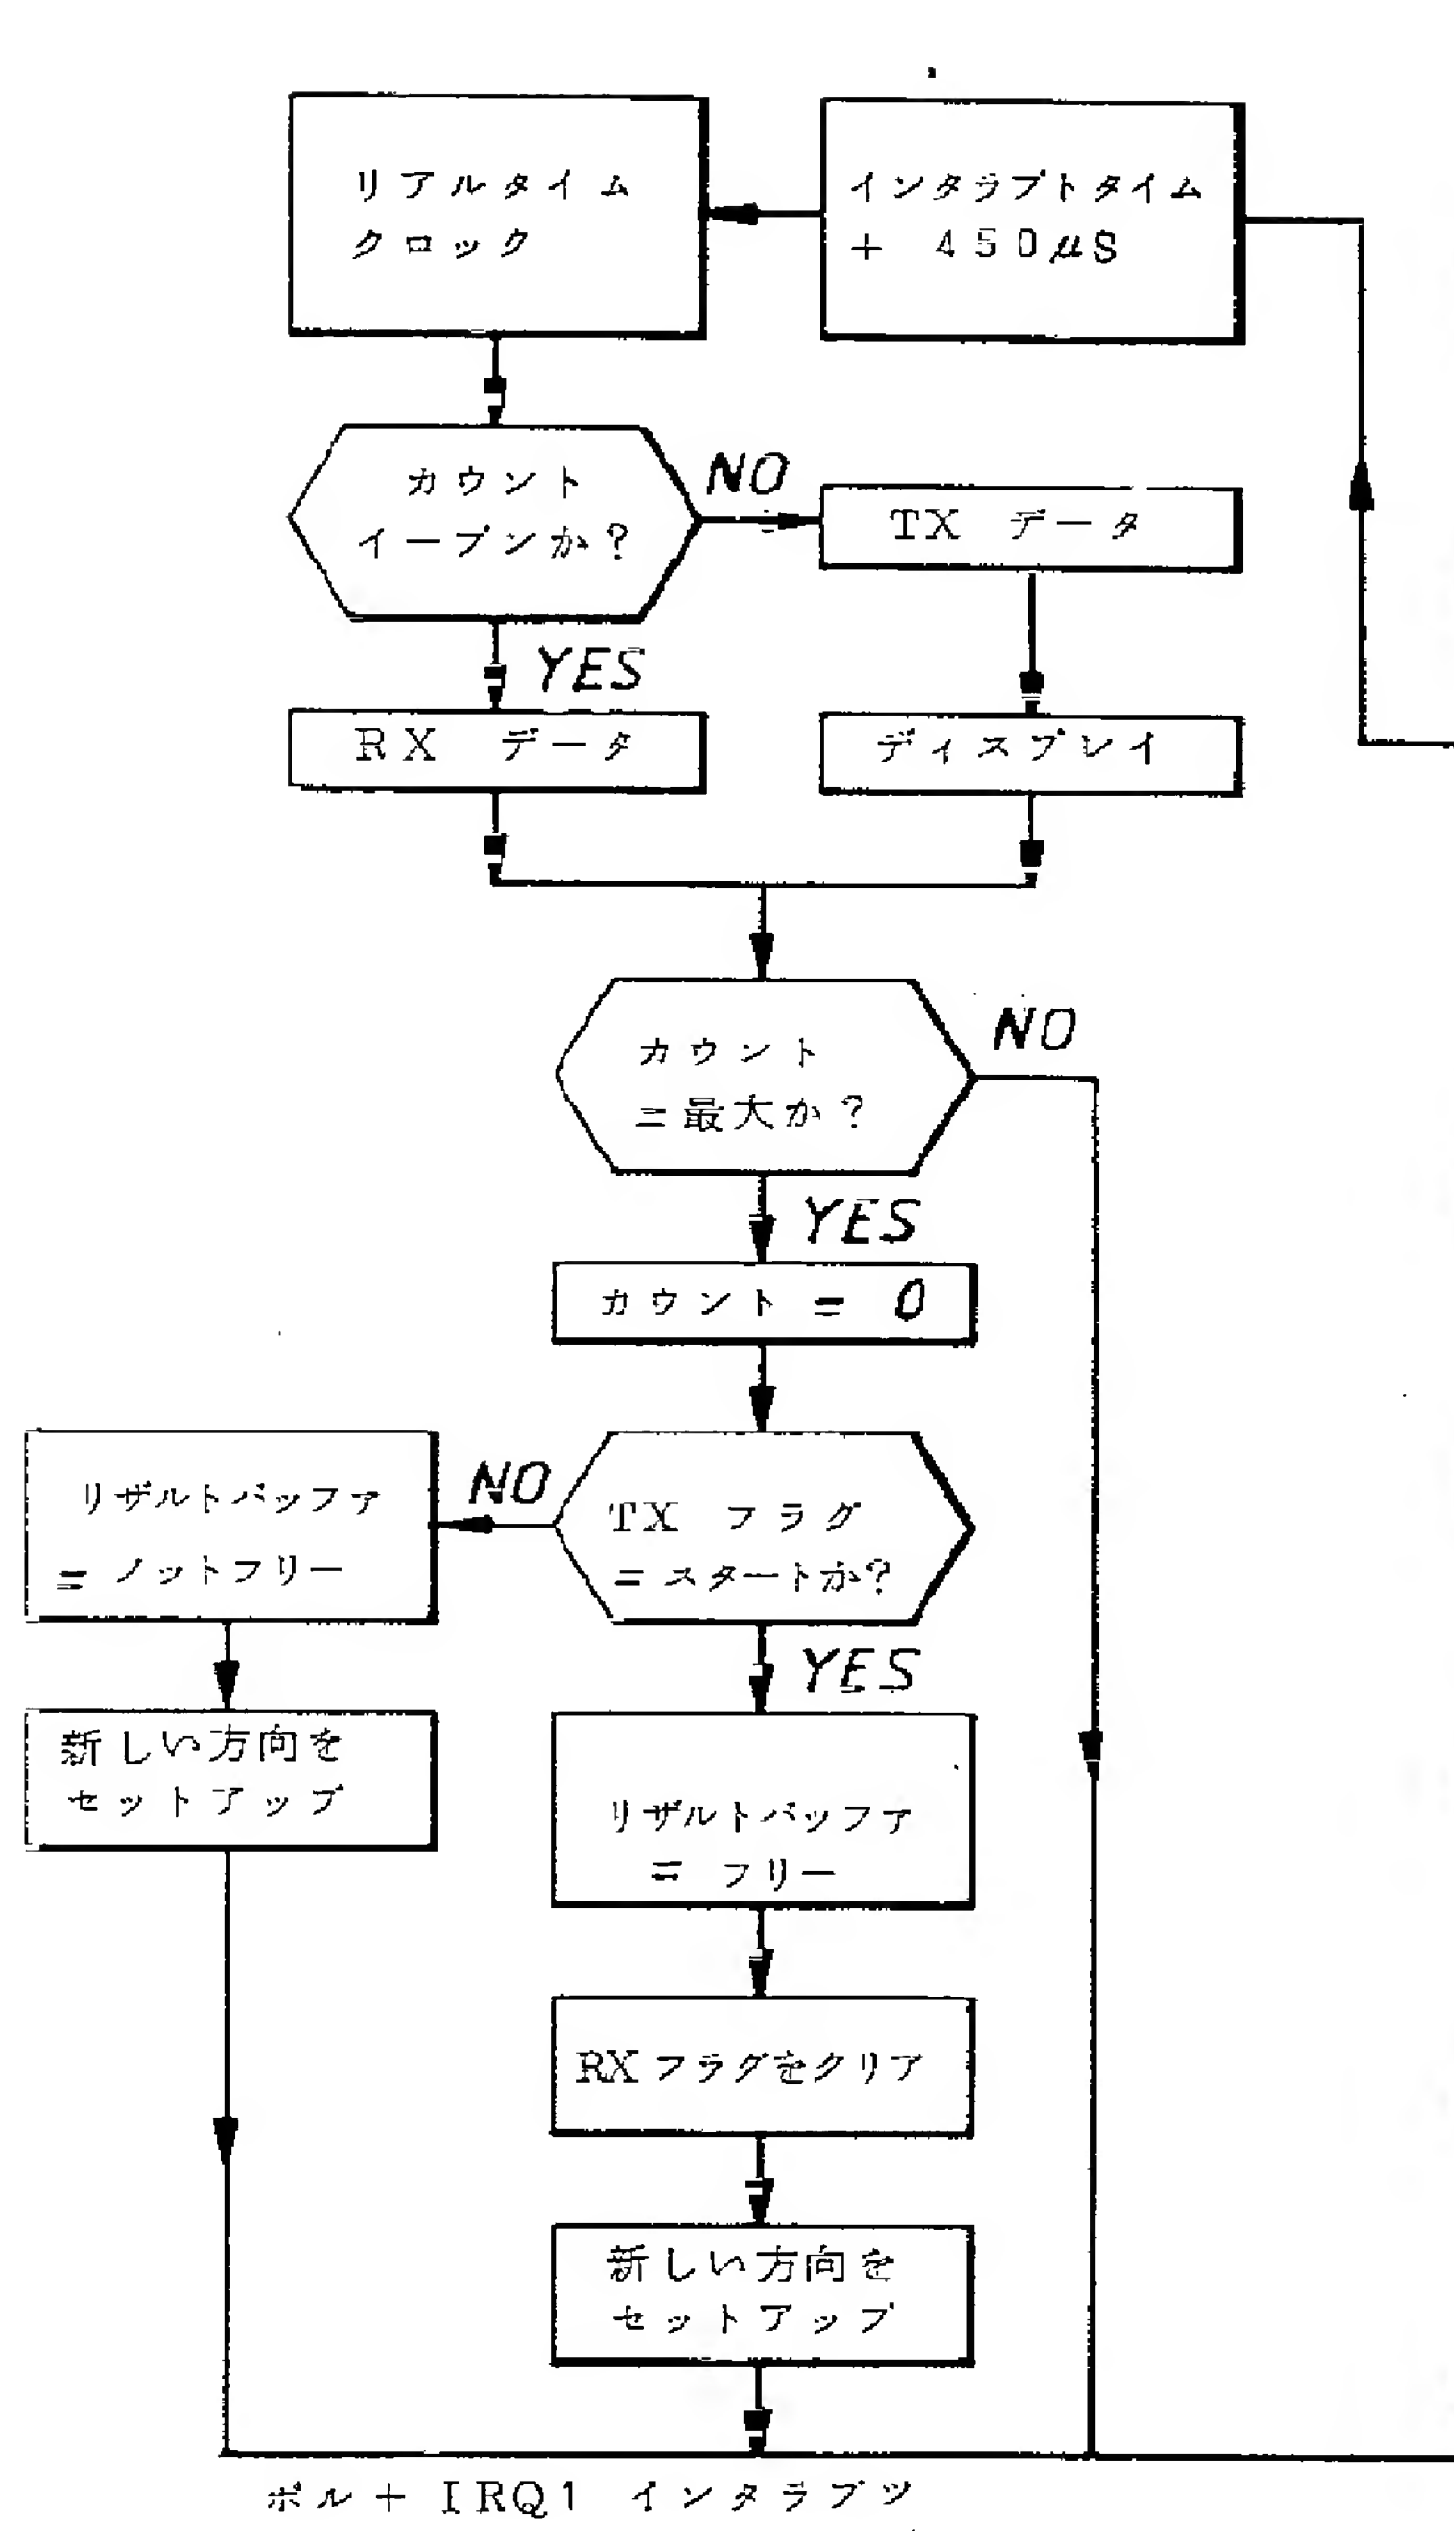 リアルタイム
クロック
インタラプトタイム
+ 450μS
カウント
イーブンか?
NO
TX データ
YES
RX データ
ディスプレイ
カウント
=最大か?
NO
YES
カウント = 0
TX フラグ
=スタートか?
NO
リザルトバッファ
=ノットフリー
YES
新しい方向を
セットアップ
リザルトバッファ
= フリー
RXフラグをクリア
新しい方向を
セットアップ
ポル+ IRQ1 インタラプツ